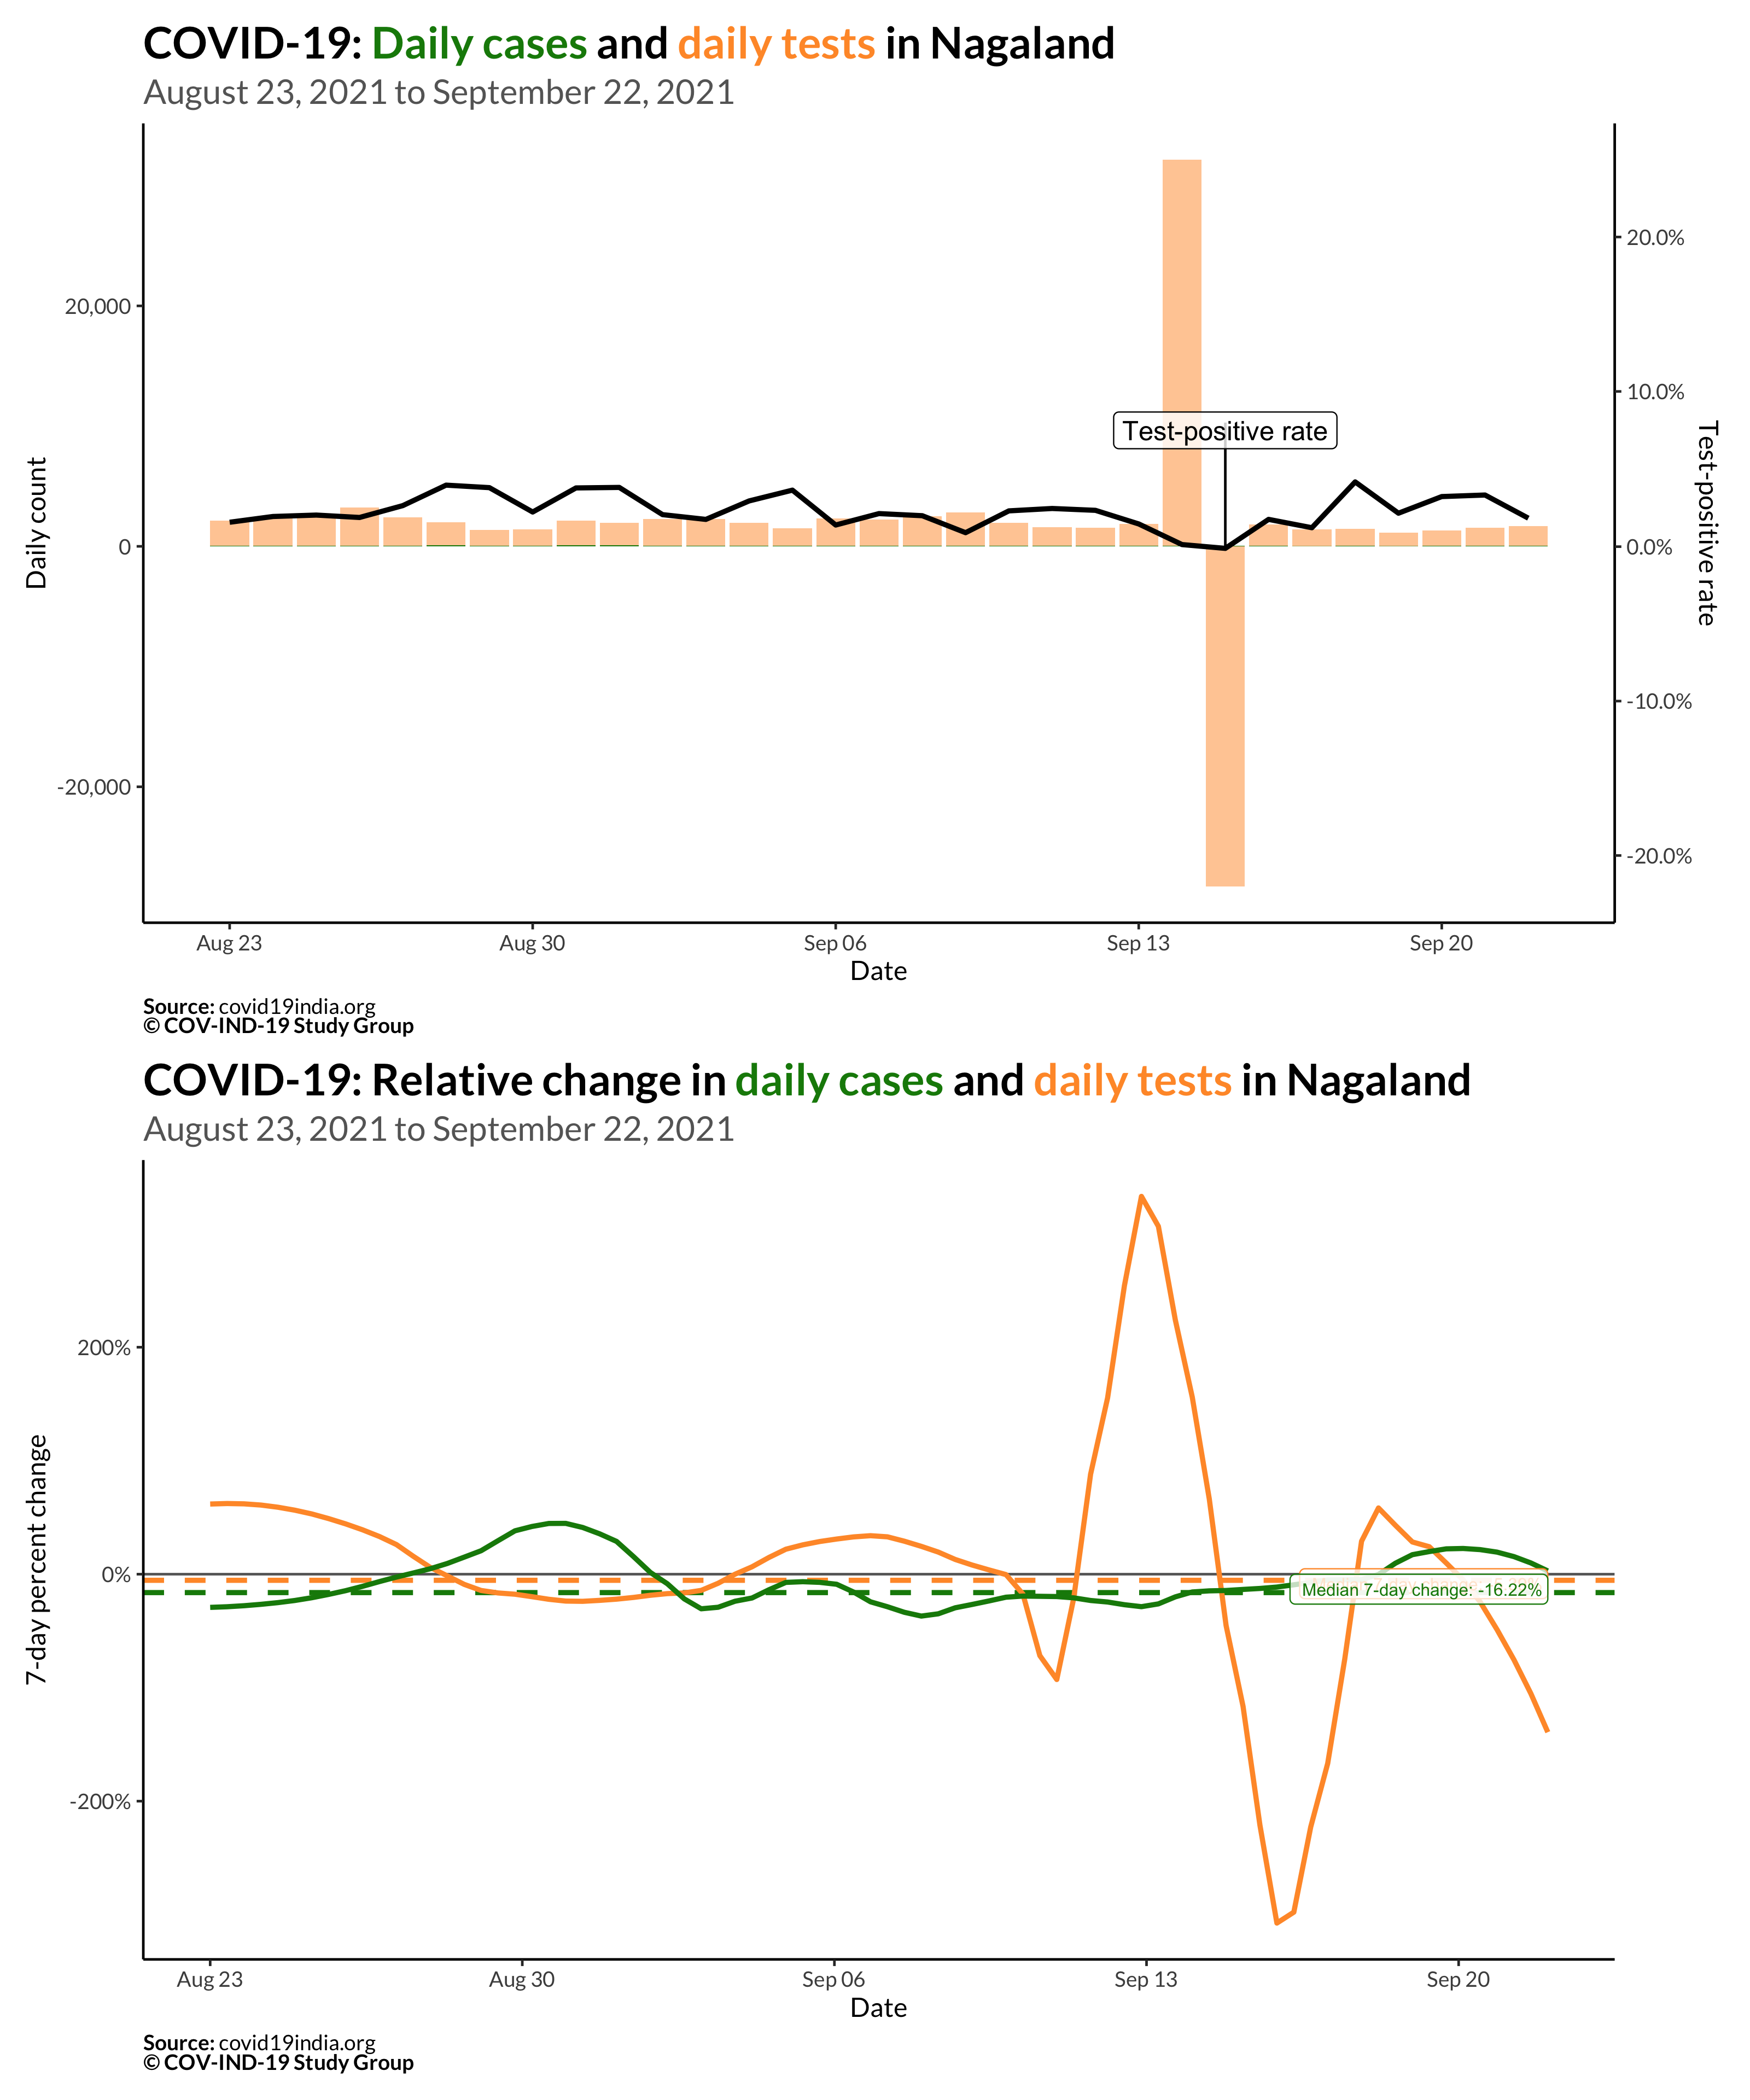 COVID-19: Daily cases and daily tests in Nagaland
August 23, 2021 to September 22, 2021
Daily count
20,000
0
-20,000
Test-positive rate
20.0%
10.0%
0.0%
-10.0%
-20.0%
Test-positive rate
Aug 23
Aug 30
Sep 06
Sep 13
Sep 20
Date
Source: covid19india.org
© COV-IND-19 Study Group
COVID-19: Relative change in daily cases and daily tests in Nagaland
August 23, 2021 to September 22, 2021
7-day percent change
200%
0%
-200%
Median 7-day change: -16.22%
Aug 23
Aug 30
Sep 06
Sep 13
Sep 20
Date
Source: covid19india.org
© COV-IND-19 Study Group